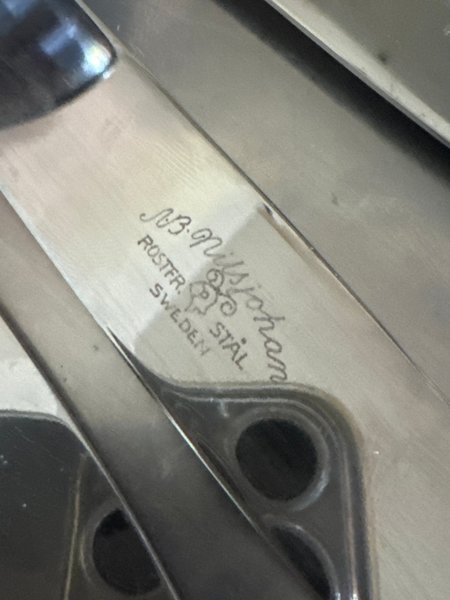 AB. Nilsjohan
ROSTFR STÅL
SWEDEN